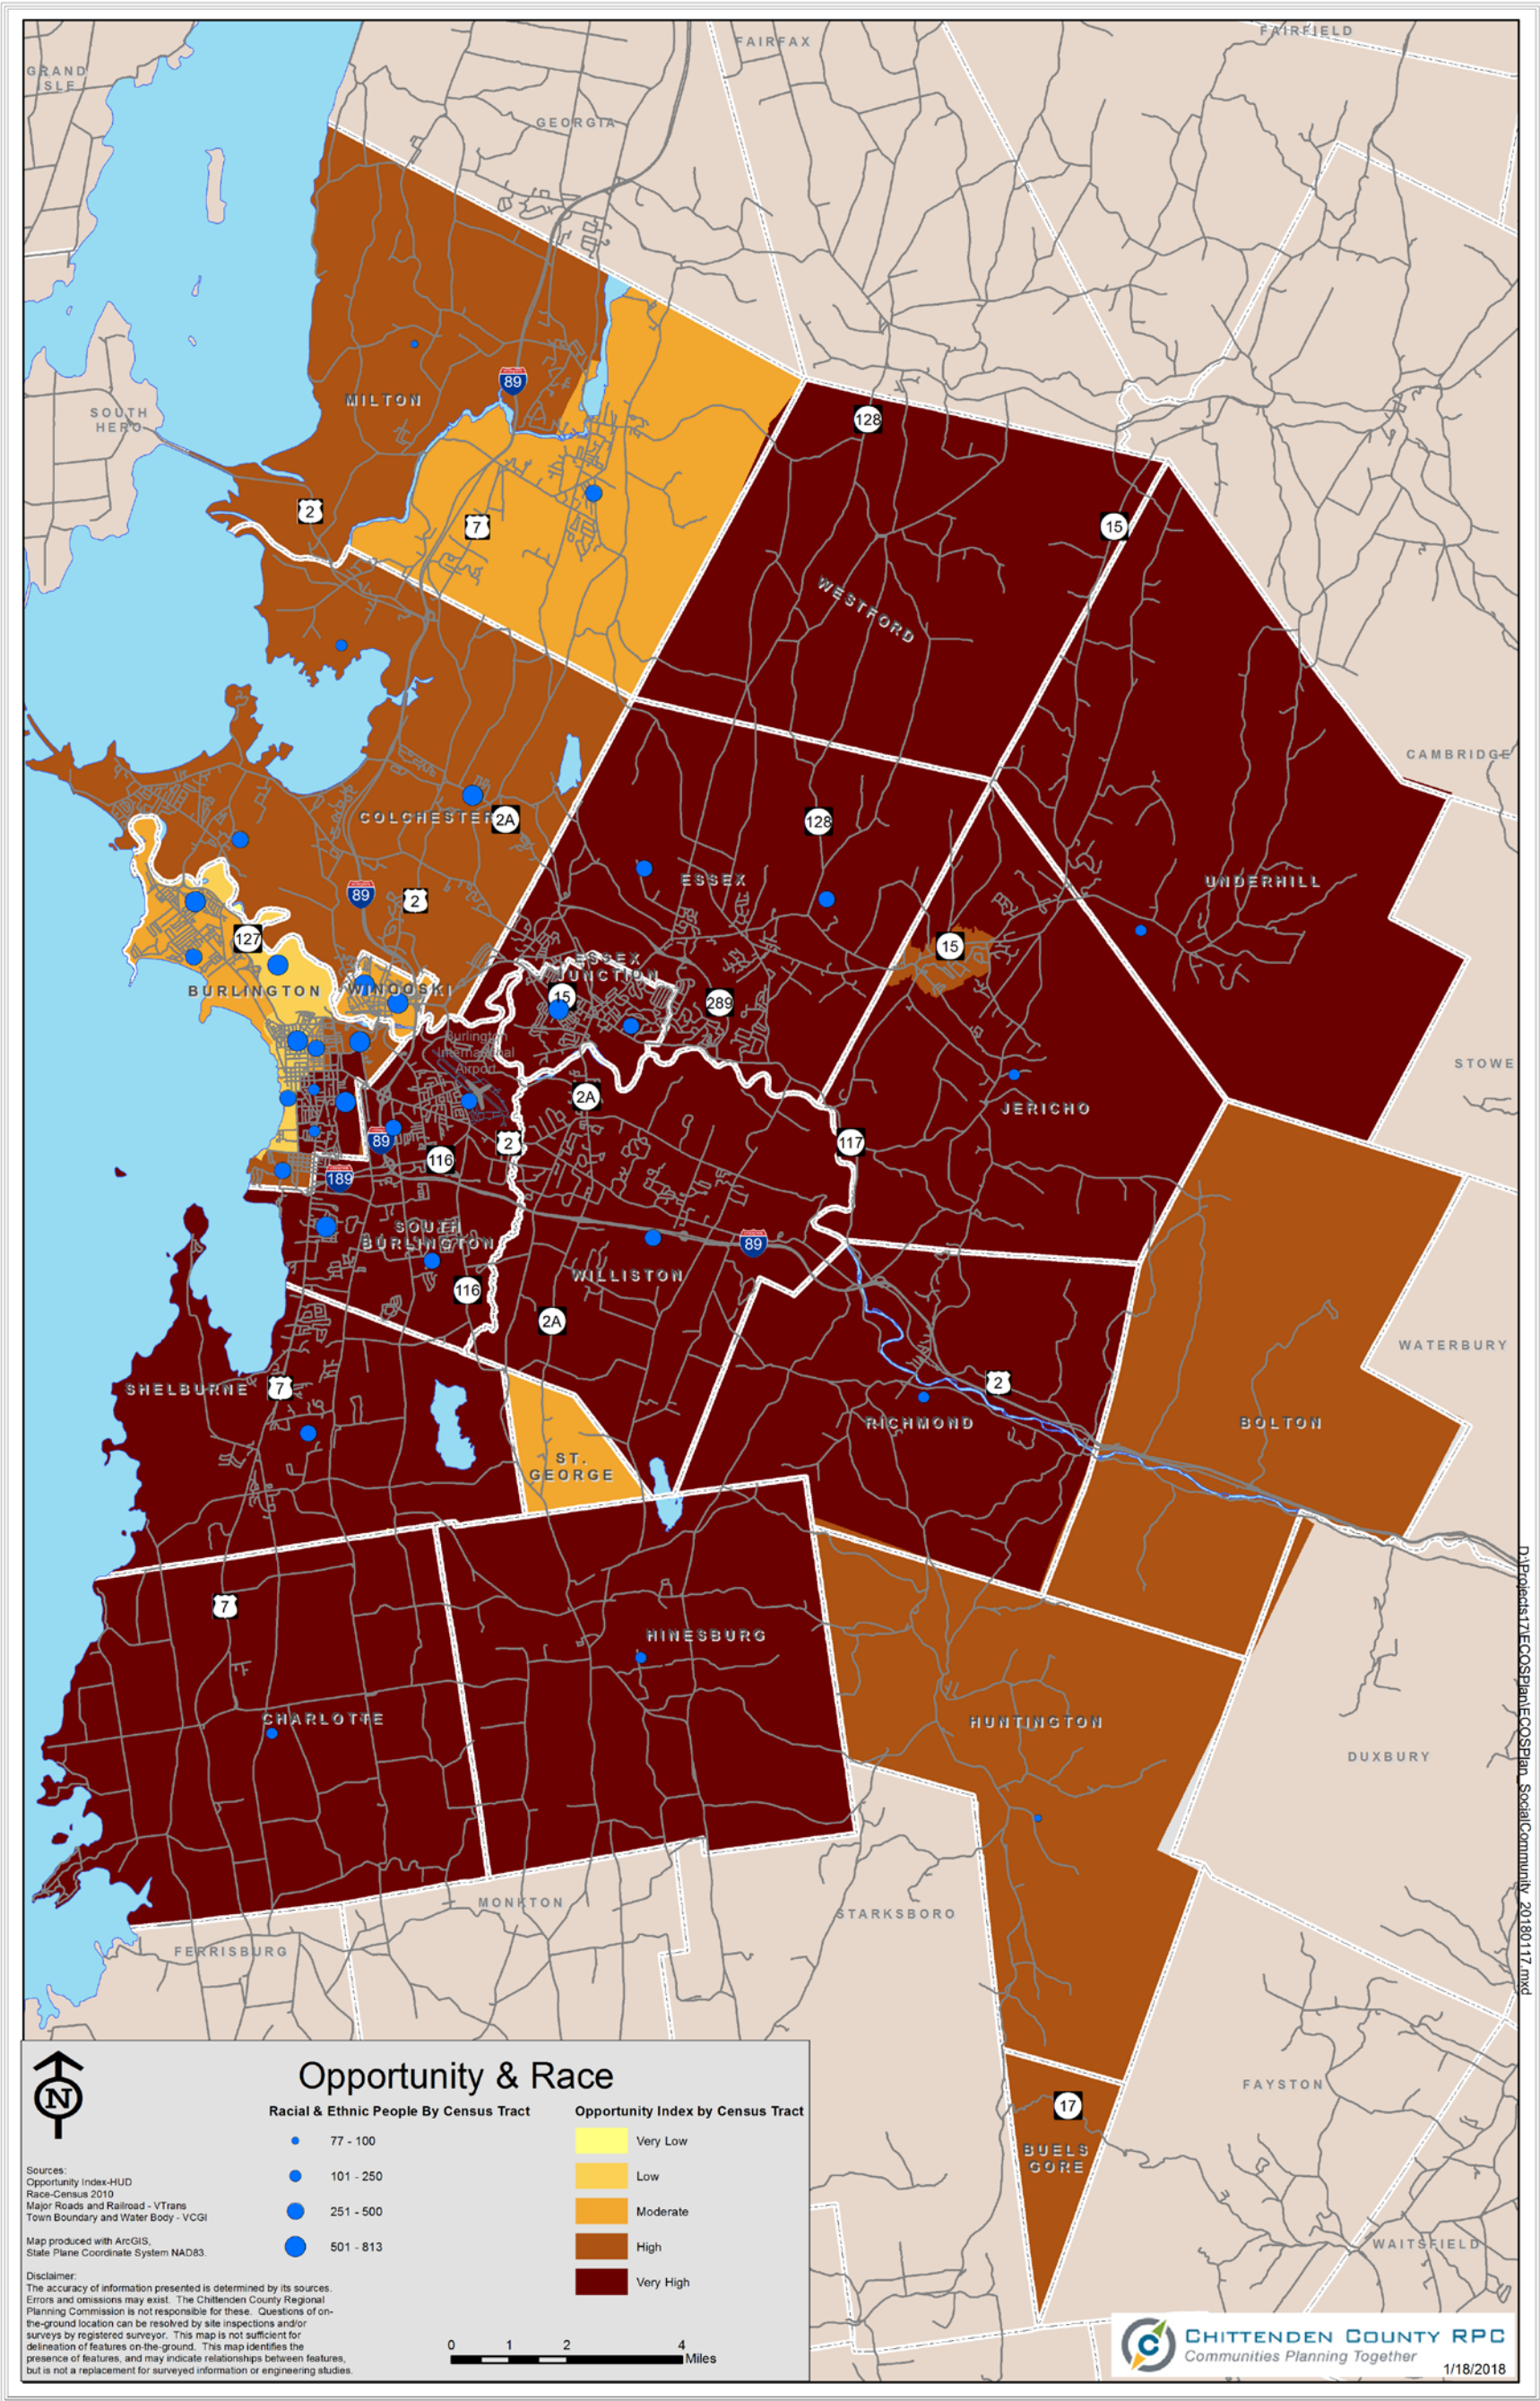 FAIRFAX
FAIRFIELD
GRAND
ISLE
GEORGIA
89
MILTON
SOUTH
HERO
128
2
7
15
WESTFORD
CAMBRIDGE
COLCHESTER
2A
128
ESSEX
UNDERHILL
89
2
127
15
ESSEX
JUNCTION
BURLINGTON
WINOOSKI
15
289
Burlington
International
Airport
STOWE
2A
JERICHO
89
2
117
116
189
SOUTH
BURLINGTON
89
WILLISTON
116
2A
WATERBURY
SHELBURNE
7
2
RICHMOND
BOLTON
ST.
GEORGE
7
HINESBURG
CHARLOTTE
HUNTINGTON
DUXBURY
MONKTON
STARKSBORO
FERRISBURG
FAYSTON
17
BUELS
GORE
WAITSFIELD
D:\Projects17\ECOSPlan\ECOSPlan_SocialCommunity_20180117.mxd
N
Opportunity & Race
Racial & Ethnic People By Census Tract
77 - 100
101 - 250
251 - 500
501 - 813
Opportunity Index by Census Tract
Very Low
Low
Moderate
High
Very High
Sources:
Opportunity Index-HUD
Race-Census 2010
Major Roads and Railroad - VTrans
Town Boundary and Water Body - VCGI
Map produced with ArcGIS,
State Plane Coordinate System NAD83.
Disclaimer:
The accuracy of information presented is determined by its sources.
Errors and omissions may exist. The Chittenden County Regional
Planning Commission is not responsible for these. Questions of on-
the-ground location can be resolved by site inspections and/or
surveys by registered surveyor. This map is not sufficient for
delineation of features on-the-ground. This map identifies the
presence of features, and may indicate relationships between features,
but is not a replacement for surveyed information or engineering studies.
0 1 2 4
Miles
C
CHITTENDEN COUNTY RPC
Communities Planning Together
1/18/2018